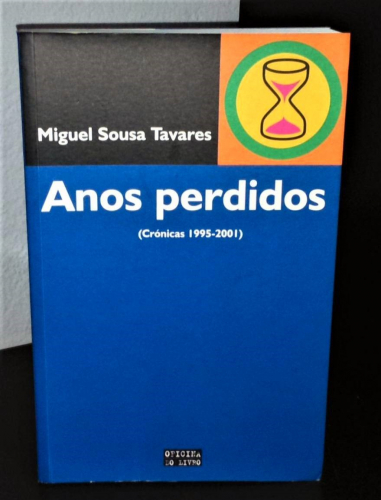 Miguel Sousa Tavares
Anos perdidos
(Crónicas 1995-2001)
OFICINA
DO LIVRO